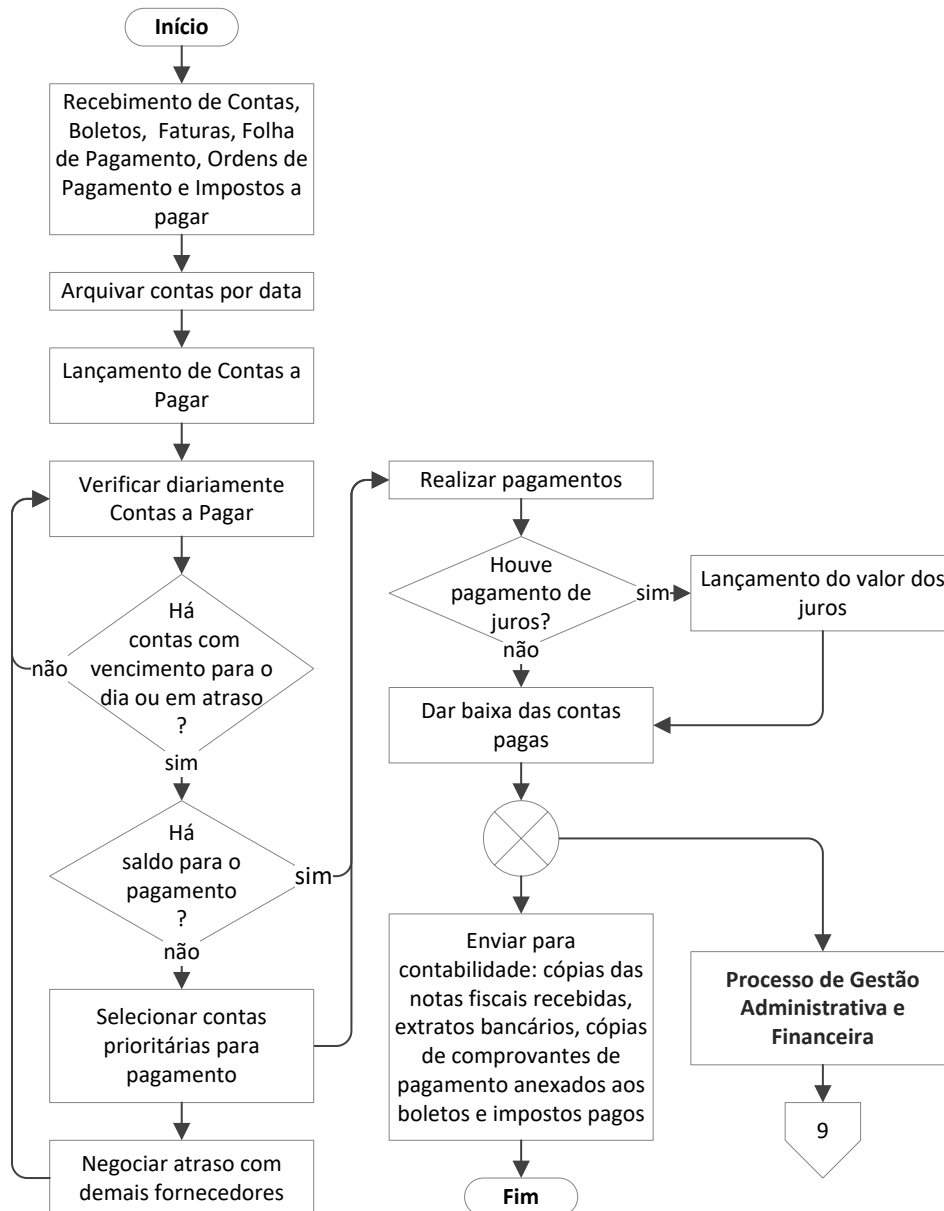 Início
Recebimento de Contas,
Boletos, Faturas, Folha
de Pagamento, Ordens de
Pagamento e Impostos a
pagar
Arquivar contas por data
Lançamento de Contas a
Pagar
Verificar diariamente
Contas a Pagar
Há
contas com
vencimento para o
dia ou em atraso
?
não
sim
Há
saldo para o
pagamento
?
sim
não
Selecionar contas
prioritárias para
pagamento
Negociar atraso com
demais fornecedores
Realizar pagamentos
Houve
pagamento de
juros?
sim
não
Lançamento do valor dos
juros
Dar baixa das contas
pagas
Enviar para
contabilidade: cópias das
notas fiscais recebidas,
extratos bancários, cópias
de comprovantes de
pagamento anexados aos
boletos e impostos pagos
Fim
Processo de Gestão
Administrativa e
Financeira
9